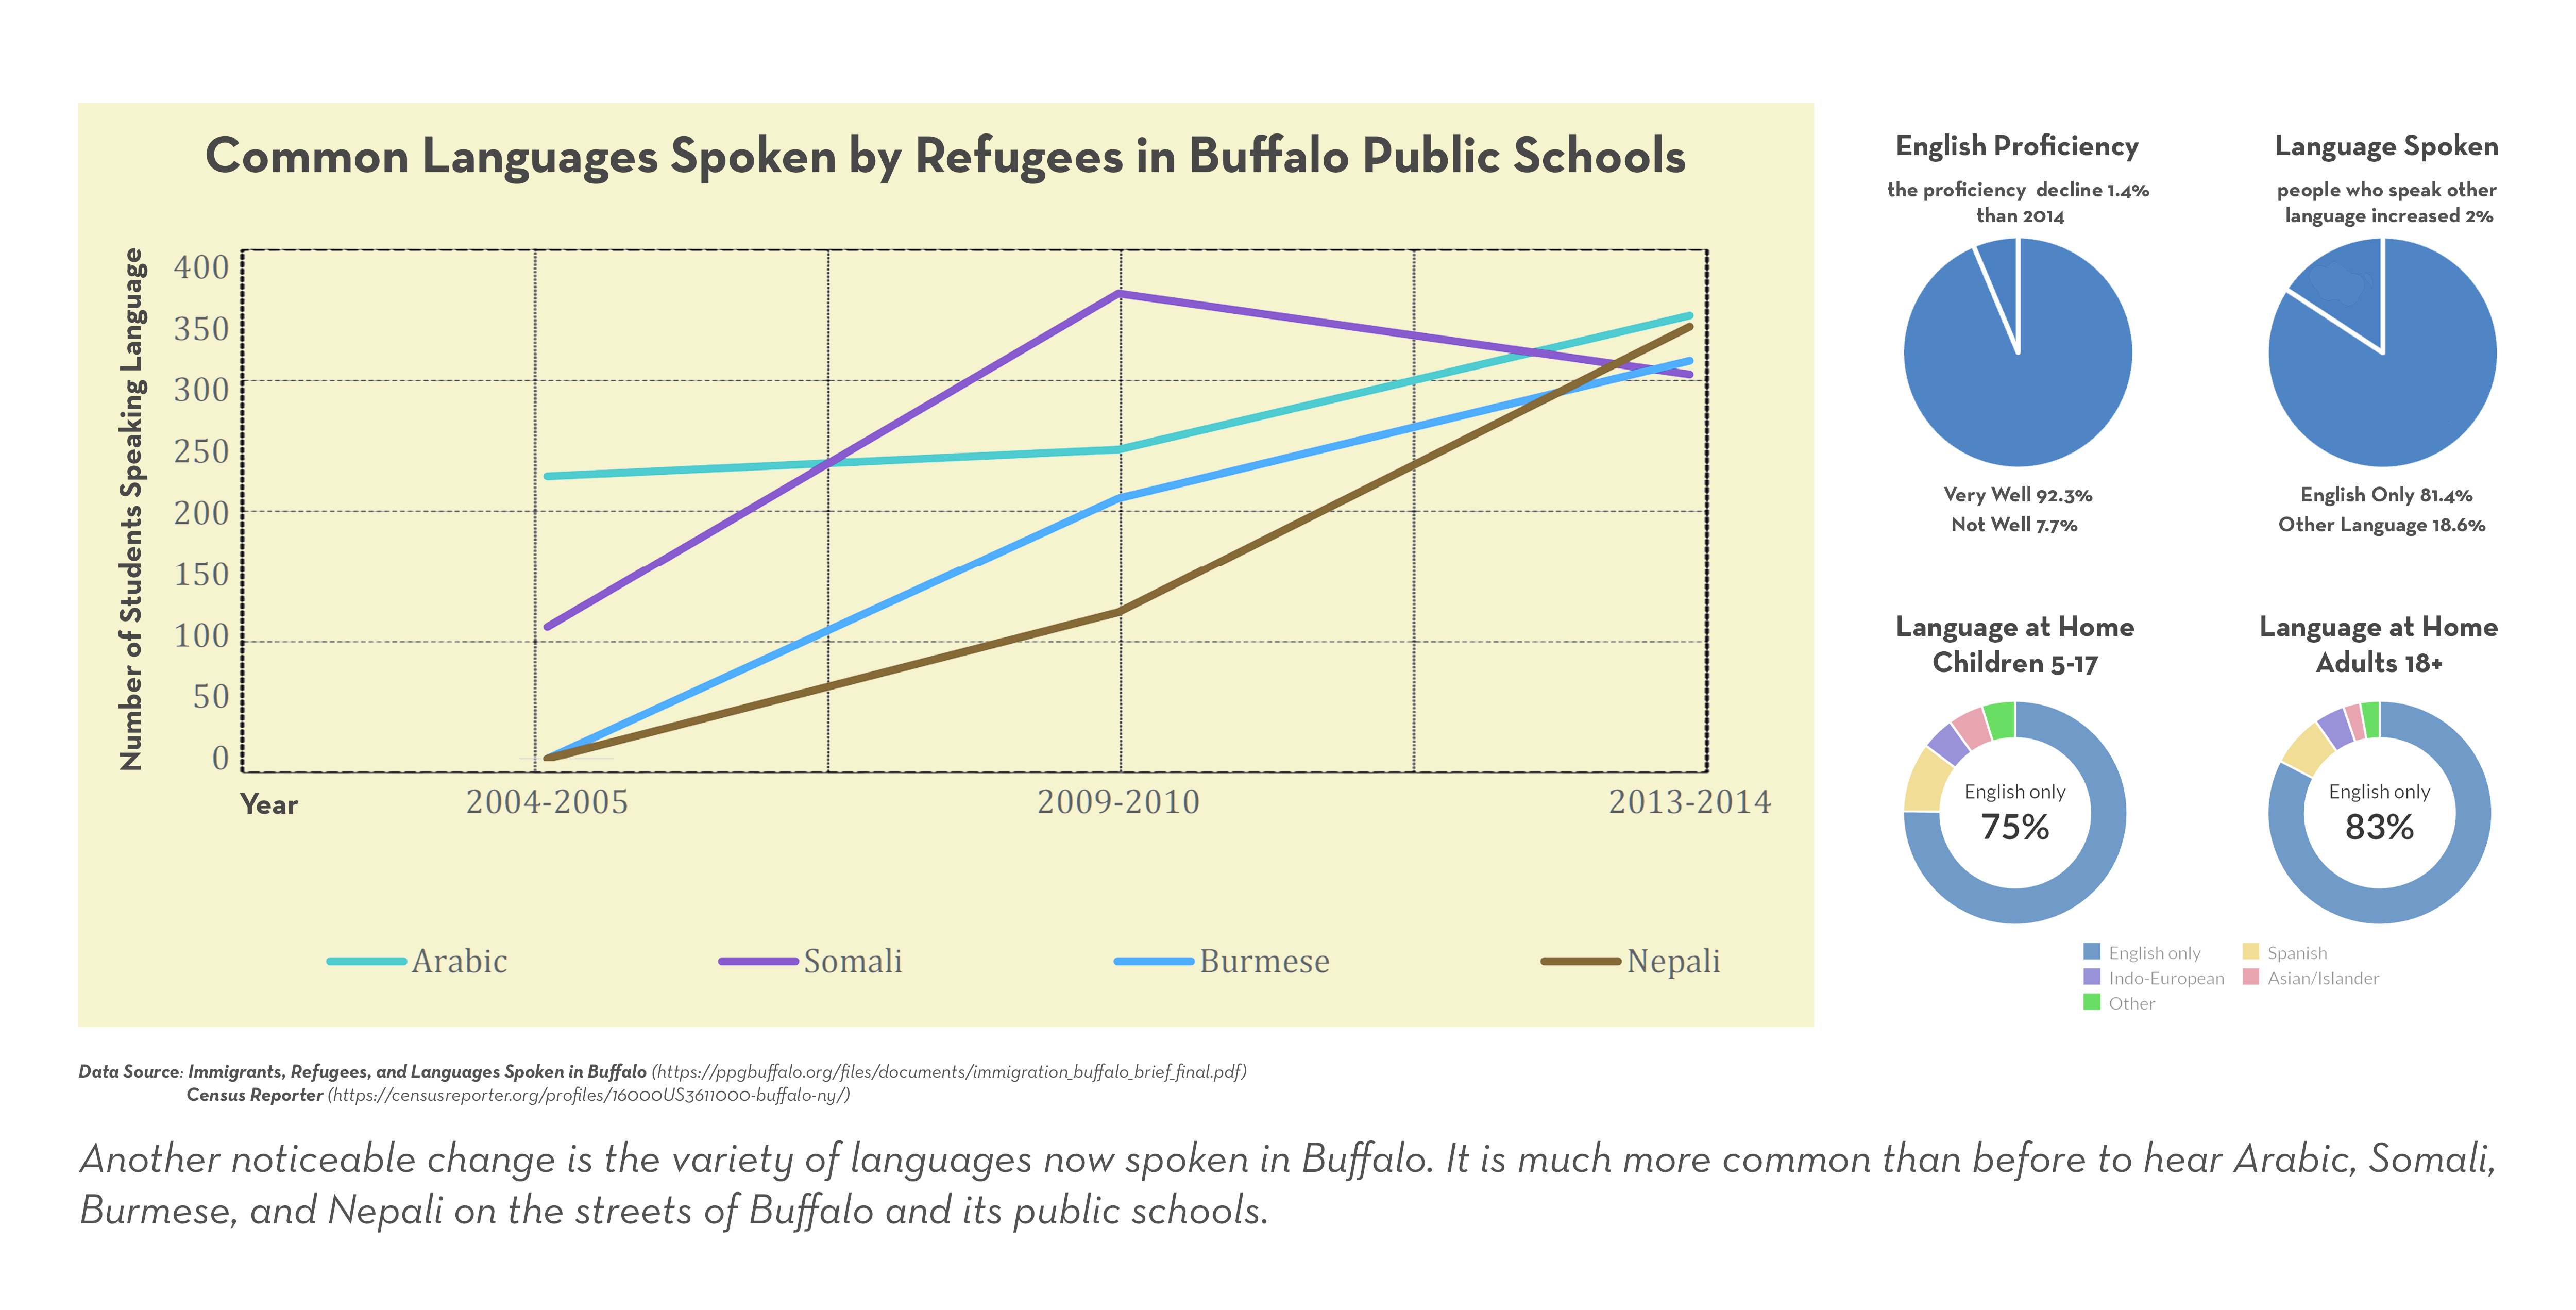 Common Languages Spoken by Refugees in Buffalo Public Schools
Number of Students Speaking Language
400
350
300
250
200
150
100
50
0
Year
2004-2005
2009-2010
2013-2014
Arabic
Somali
Burmese
Nepali
English Proficiency
the proficiency decline 1.4%
than 2014
Very Well 92.3%
Not Well 7.7%
Language Spoken
people who speak other
language increased 2%
English Only 81.4%
Other Language 18.6%
Language at Home
Children 5-17
English only
75%
Language at Home
Adults 18+
English only
83%
English only
Spanish
Indo-European
Asian/Islander
Other
Data Source: Immigrants, Refugees, and Languages Spoken in Buffalo (https://ppgbuffalo.org/files/documents/immigration_buffalo_brief_final.pdf)
Census Reporter (https://censusreporter.org/profiles/16000US3611000-buffalo-ny/)
Another noticeable change is the variety of languages now spoken in Buffalo. It is much more common than before to hear Arabic, Somali,
Burmese, and Nepali on the streets of Buffalo and its public schools.